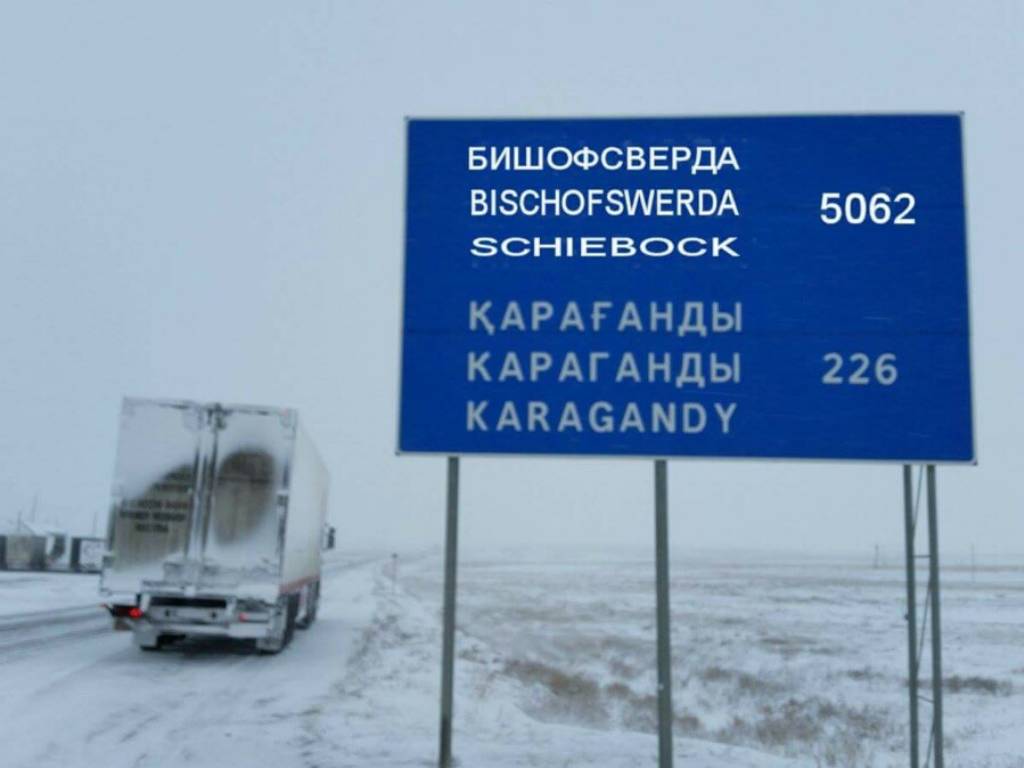 БИШОФСВЕРДА
BISCHOFSWERDA 5062
SCHIEBOCK
ҚАРАҒАНДЫ
КАРАГАНДЫ 226
KARAGANDY